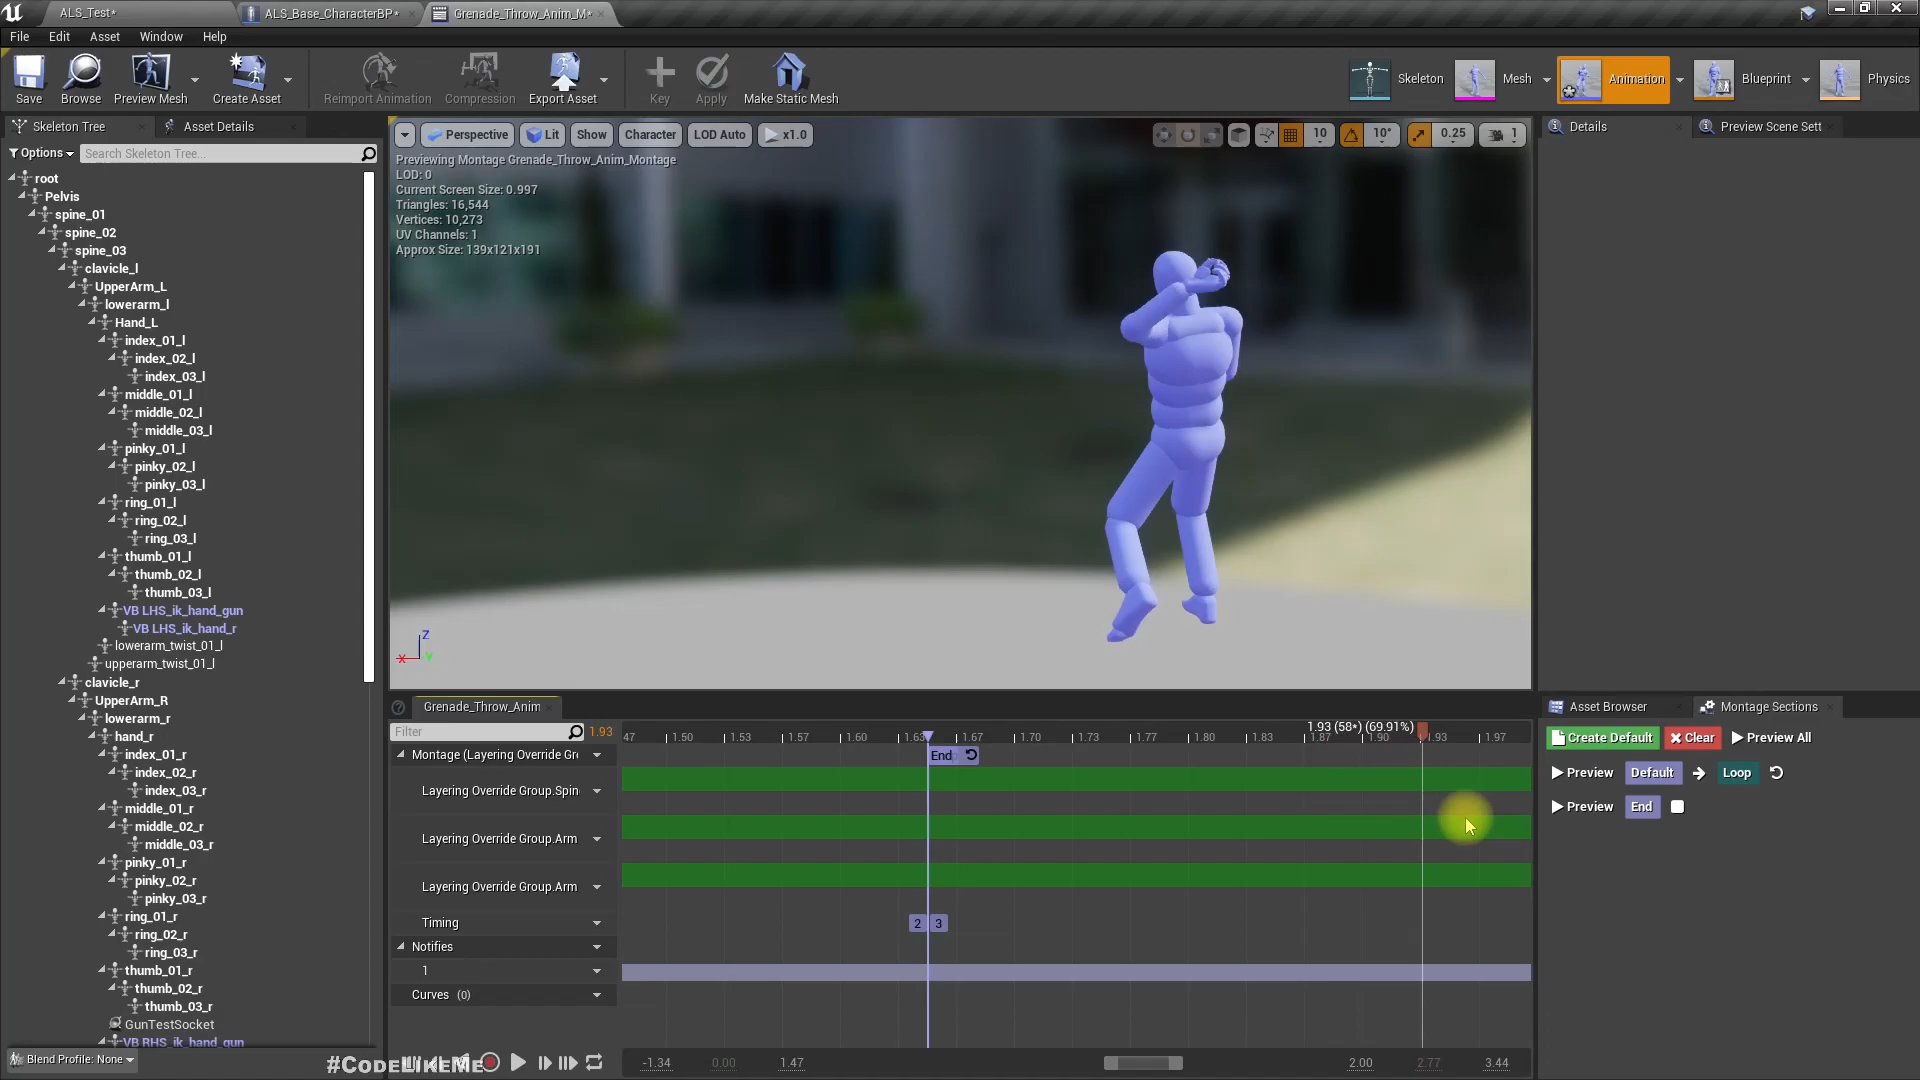 ALS_Test*
ALS_Base_CharacterBP*
Grenade_Throw_Anim_M*
File Edit Asset Window Help
Save
Browse
Preview Mesh
Create Asset
Reimport Animation
Compression
Export Asset
Key
Apply
Make Static Mesh
Skeleton
Mesh
Animation
Blueprint
Physics
Skeleton Tree
Asset Details
Options
Search Skeleton Tree...
root
Pelvis
spine_01
spine_02
spine_03
clavicle_l
UpperArm_L
lowerarm_l
Hand_L
index_01_l
index_02_l
index_03_l
middle_01_l
middle_02_l
middle_03_l
pinky_01_l
pinky_02_l
pinky_03_l
ring_01_l
ring_02_l
ring_03_l
thumb_01_l
thumb_02_l
thumb_03_l
VB LHS_ik_hand_gun
VB LHS_ik_hand_r
lowerarm_twist_01_l
upperarm_twist_01_l
clavicle_r
UpperArm_R
lowerarm_r
hand_r
index_01_r
index_02_r
index_03_r
middle_01_r
middle_02_r
middle_03_r
pinky_01_r
pinky_02_r
pinky_03_r
ring_01_r
ring_02_r
ring_03_r
thumb_01_r
thumb_02_r
thumb_03_r
GunTestSocket
VB RHS_ik_hand_gun
Blend Profile: None
Perspective
Lit
Show
Character
LOD Auto
x1.0
10
10°
0.25
1
Previewing Montage Grenade_Throw_Anim_Montage
LOD: 0
Current Screen Size: 0.997
Triangles: 16,544
Vertices: 10,273
UV Channels: 1
Approx Size: 139x121x191
Z
X
Y
Grenade_Throw_Anim
Filter
1.93
1.93 (58*) (69.91%)
47 1.50 1.53 1.57 1.60 1.63 1.67 1.70 1.73 1.77 1.80 1.83 1.87 1.90 1.93 1.97
Montage (Layering Override Gr
End
Layering Override Group.Spin
Layering Override Group.Arm
Layering Override Group.Arm
Timing
2 3
Notifies
1
Curves (0)
#CodeLikeMe
-1.34 0.00 1.47 2.00 2.77 3.44
Details
Preview Scene Sett
Asset Browser
Montage Sections
Create Default
Clear
Preview All
Preview Default Loop
Preview End